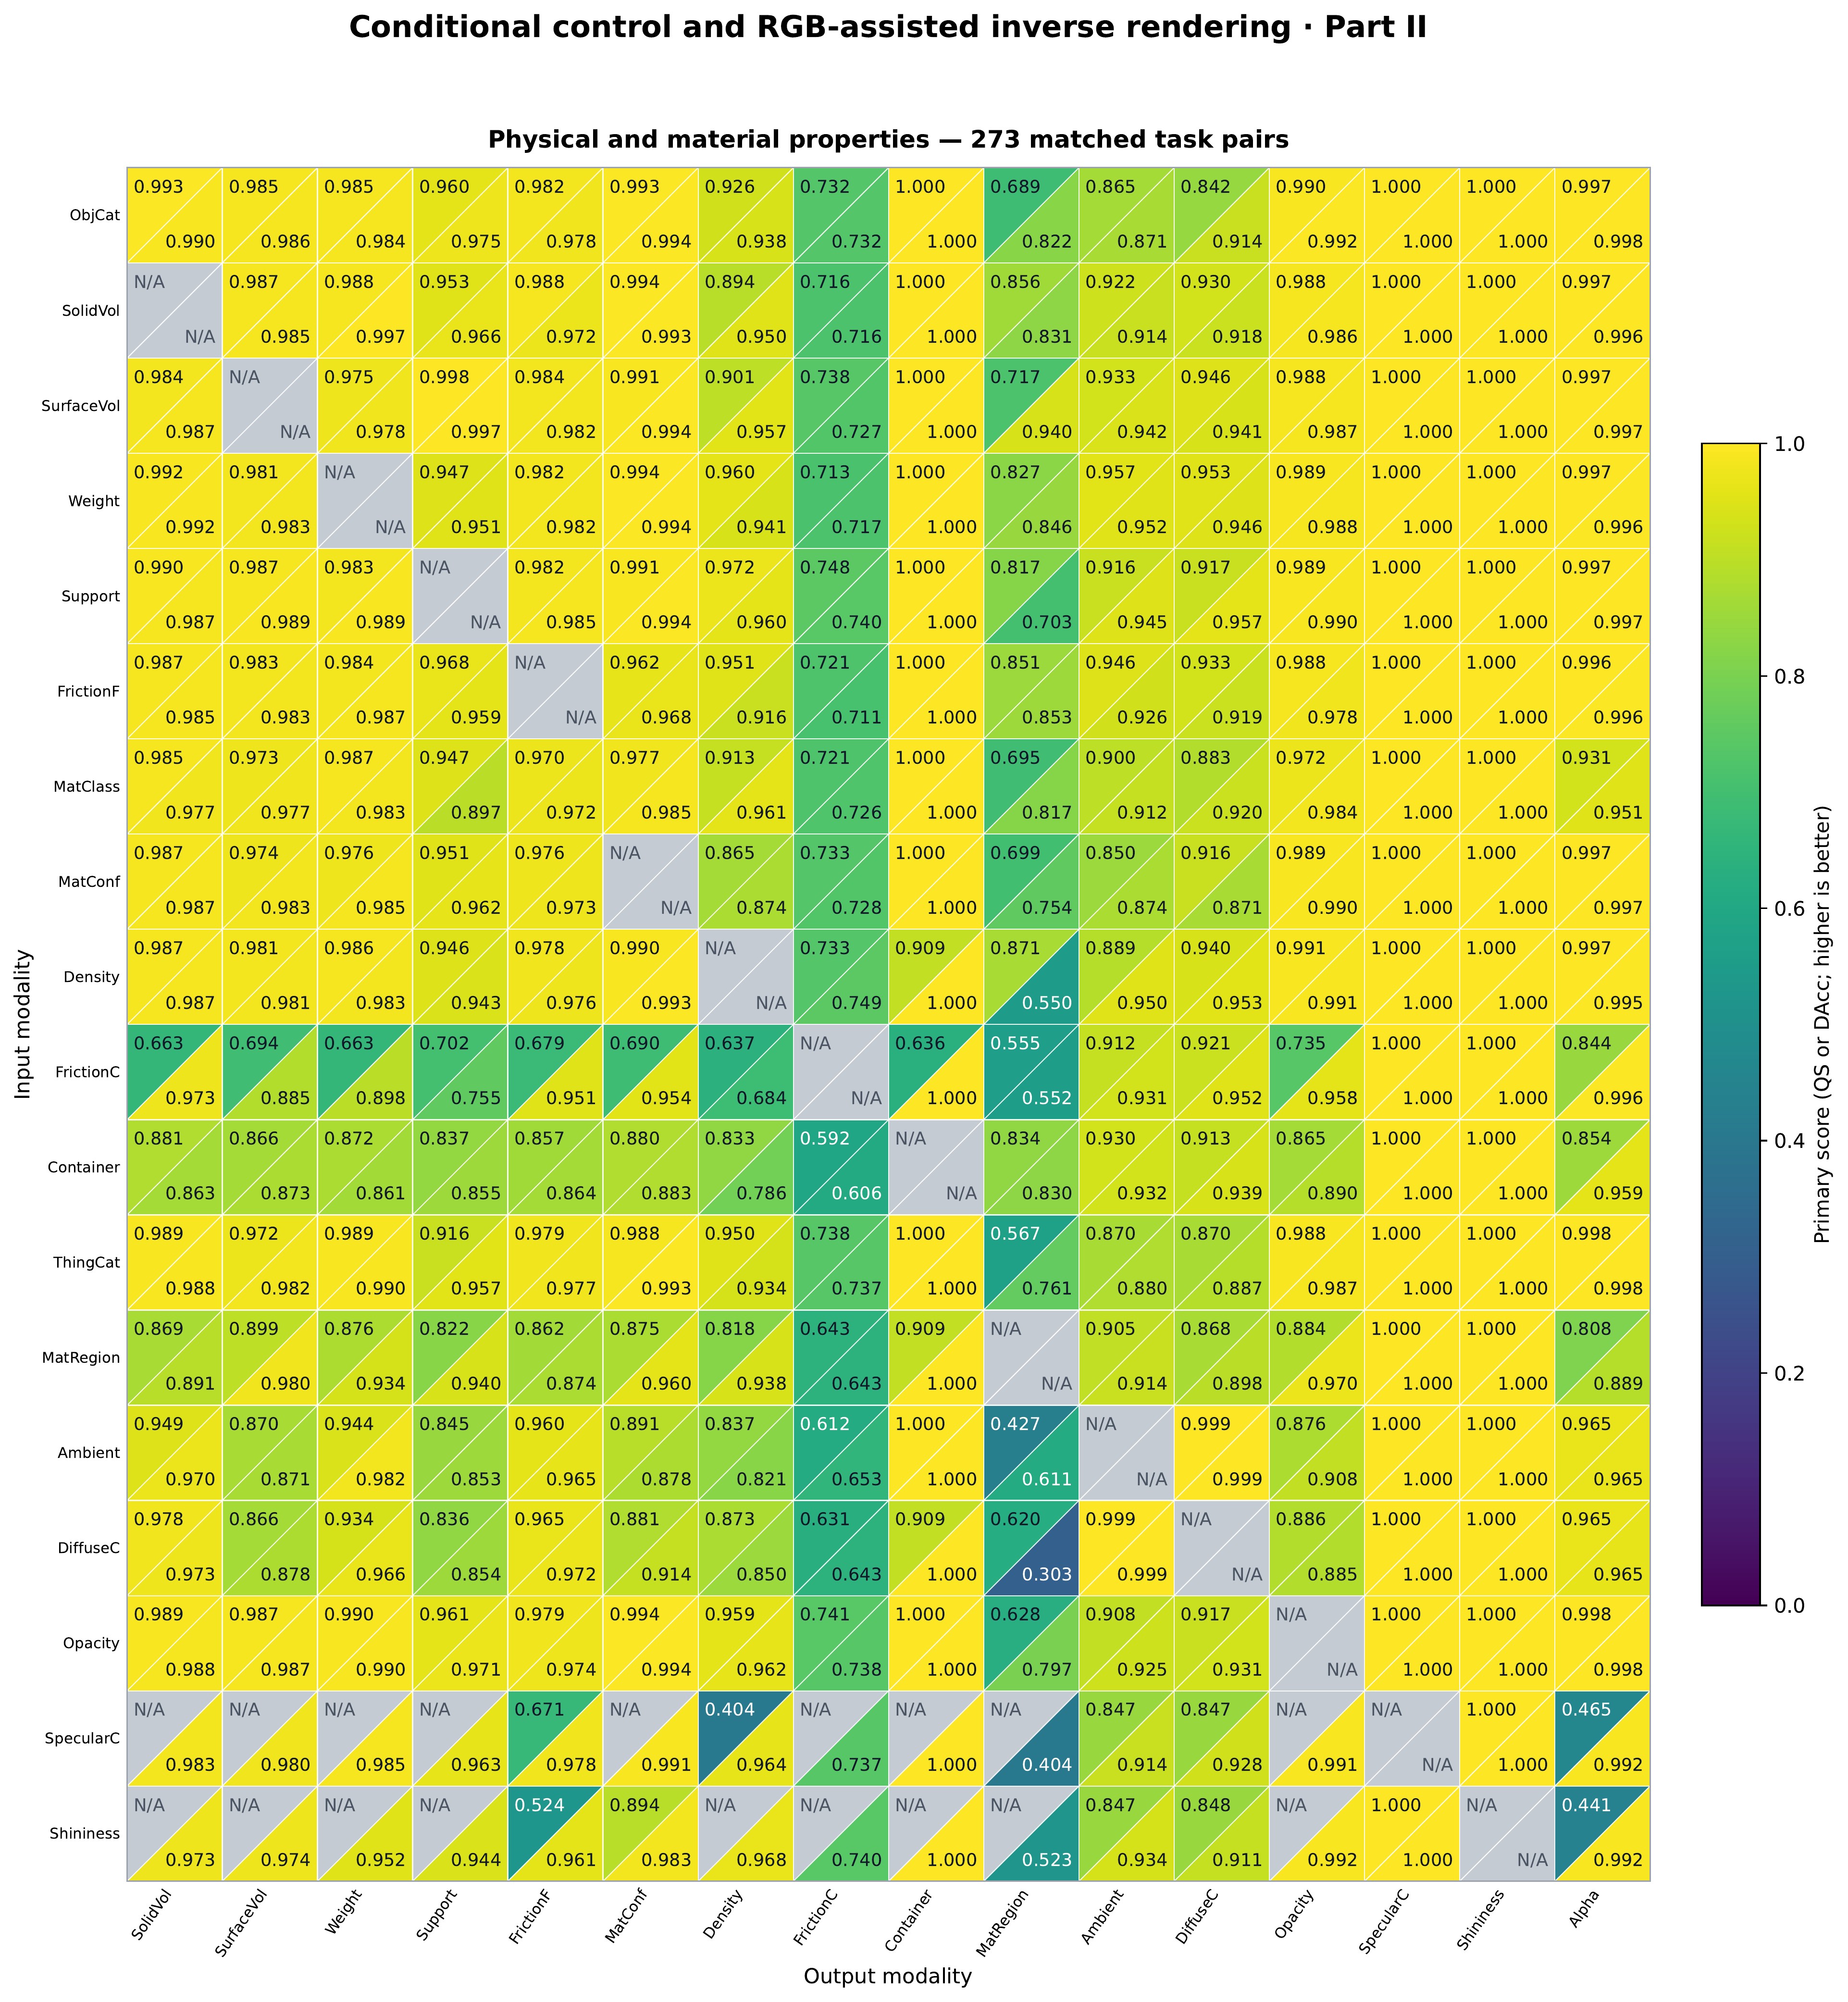 Conditional control and RGB-assisted inverse rendering · Part II
Physical and material properties — 273 matched task pairs
0.993 0.985 0.985 0.960 0.982 0.993 0.926 0.732 1.000 0.689 0.865 0.842 0.990 1.000 1.000 0.997
ObjCat
0.990 0.986 0.984 0.975 0.978 0.994 0.938 0.732 1.000 0.822 0.871 0.914 0.992 1.000 1.000 0.998
N/A 0.987 0.988 0.953 0.988 0.994 0.894 0.716 1.000 0.856 0.922 0.930 0.988 1.000 1.000 0.997
SolidVol
N/A 0.985 0.997 0.966 0.972 0.993 0.950 0.716 1.000 0.831 0.914 0.918 0.986 1.000 1.000 0.996
0.984 N/A 0.975 0.998 0.984 0.991 0.901 0.738 1.000 0.717 0.933 0.946 0.988 1.000 1.000 0.997
SurfaceVol
0.987 N/A 0.978 0.997 0.982 0.994 0.957 0.727 1.000 0.940 0.942 0.941 0.987 1.000 1.000 0.997
0.992 0.981 N/A 0.947 0.982 0.994 0.960 0.713 1.000 0.827 0.957 0.953 0.989 1.000 1.000 0.997
Weight
0.992 0.983 N/A 0.951 0.982 0.994 0.941 0.717 1.000 0.846 0.952 0.946 0.988 1.000 1.000 0.996
0.990 0.987 0.983 N/A 0.982 0.991 0.972 0.748 1.000 0.817 0.916 0.917 0.989 1.000 1.000 0.997
Support
0.987 0.989 0.989 N/A 0.985 0.994 0.960 0.740 1.000 0.703 0.945 0.957 0.990 1.000 1.000 0.997
0.987 0.983 0.984 0.968 N/A 0.962 0.951 0.721 1.000 0.851 0.946 0.933 0.988 1.000 1.000 0.996
FrictionF
0.985 0.983 0.987 0.959 N/A 0.968 0.916 0.711 1.000 0.853 0.926 0.919 0.978 1.000 1.000 0.996
0.985 0.973 0.987 0.947 0.970 0.977 0.913 0.721 1.000 0.695 0.900 0.883 0.972 1.000 1.000 0.931
MatClass
0.977 0.977 0.983 0.897 0.972 0.985 0.961 0.726 1.000 0.817 0.912 0.920 0.984 1.000 1.000 0.951
0.987 0.974 0.976 0.951 0.976 N/A 0.865 0.733 1.000 0.699 0.850 0.916 0.989 1.000 1.000 0.997
MatConf
0.987 0.983 0.985 0.962 0.973 N/A 0.874 0.728 1.000 0.754 0.874 0.871 0.990 1.000 1.000 0.997
0.987 0.981 0.986 0.946 0.978 0.990 N/A 0.733 0.909 0.871 0.889 0.940 0.991 1.000 1.000 0.997
Density
0.987 0.981 0.983 0.943 0.976 0.993 N/A 0.749 1.000 0.550 0.950 0.953 0.991 1.000 1.000 0.995
0.663 0.694 0.663 0.702 0.679 0.690 0.637 N/A 0.636 0.555 0.912 0.921 0.735 1.000 1.000 0.844
FrictionC
0.973 0.885 0.898 0.755 0.951 0.954 0.684 N/A 1.000 0.552 0.931 0.952 0.958 1.000 1.000 0.996
0.881 0.866 0.872 0.837 0.857 0.880 0.833 0.592 N/A 0.834 0.930 0.913 0.865 1.000 1.000 0.854
Container
0.863 0.873 0.861 0.855 0.864 0.883 0.786 0.606 N/A 0.830 0.932 0.939 0.890 1.000 1.000 0.959
0.989 0.972 0.989 0.916 0.979 0.988 0.950 0.738 1.000 0.567 0.870 0.870 0.988 1.000 1.000 0.998
ThingCat
0.988 0.982 0.990 0.957 0.977 0.993 0.934 0.737 1.000 0.761 0.880 0.887 0.987 1.000 1.000 0.998
0.869 0.899 0.876 0.822 0.862 0.875 0.818 0.643 0.909 N/A 0.905 0.868 0.884 1.000 1.000 0.808
MatRegion
0.891 0.980 0.934 0.940 0.874 0.960 0.938 0.643 1.000 N/A 0.914 0.898 0.970 1.000 1.000 0.889
0.949 0.870 0.944 0.845 0.960 0.891 0.837 0.612 1.000 0.427 N/A 0.999 0.876 1.000 1.000 0.965
Ambient
0.970 0.871 0.982 0.853 0.965 0.878 0.821 0.653 1.000 0.611 N/A 0.999 0.908 1.000 1.000 0.965
0.978 0.866 0.934 0.836 0.965 0.881 0.873 0.631 0.909 0.620 0.999 N/A 0.886 1.000 1.000 0.965
DiffuseC
0.973 0.878 0.966 0.854 0.972 0.914 0.850 0.643 1.000 0.303 0.999 N/A 0.885 1.000 1.000 0.965
0.989 0.987 0.990 0.961 0.979 0.994 0.959 0.741 1.000 0.628 0.908 0.917 N/A 1.000 1.000 0.998
Opacity
0.988 0.987 0.990 0.971 0.974 0.994 0.962 0.738 1.000 0.797 0.925 0.931 N/A 1.000 1.000 0.998
N/A N/A N/A N/A 0.671 N/A 0.404 N/A N/A N/A 0.847 0.847 N/A N/A 1.000 0.465
SpecularC
0.983 0.980 0.985 0.963 0.978 0.991 0.964 0.737 1.000 0.404 0.914 0.928 0.991 N/A 1.000 0.992
N/A N/A N/A N/A 0.524 0.894 N/A N/A N/A N/A 0.847 0.848 N/A 1.000 N/A 0.441
Shininess
0.973 0.974 0.952 0.944 0.961 0.983 0.968 0.740 1.000 0.523 0.934 0.911 0.992 1.000 N/A 0.992
SolidVol SurfaceVol Weight Support FrictionF MatConf Density FrictionC Container MatRegion Ambient DiffuseC Opacity SpecularC Shininess Alpha
Output modality
Input modality
1.0
0.8
0.6
0.4
0.2
0.0
Primary score (QS or DAcc; higher is better)